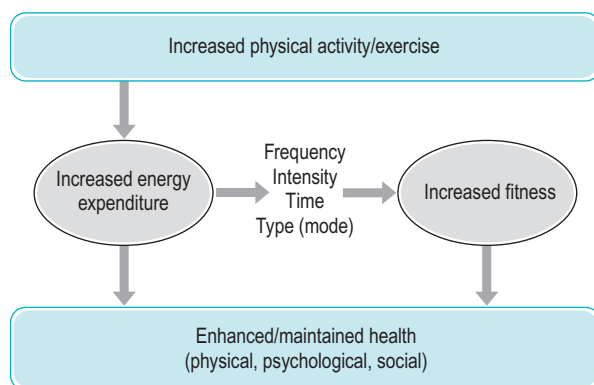 Increased physical activity/exercise
Increased energy
expenditure
Frequency
Intensity
Time
Type (mode)
Increased fitness
Enhanced/maintained health
(physical, psychological, social)